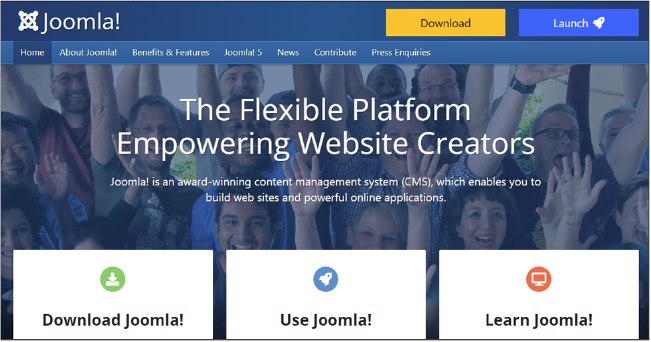 Joomla!
Download
Launch
Home About Joomla! Benefits & Features Joomla! 5 News Contribute Press Enquiries
The Flexible Platform
Empowering Website Creators
Joomla! is an award-winning content management system (CMS), which enables you to
build web sites and powerful online applications.
Download Joomla!
Use Joomla!
Learn Joomla!